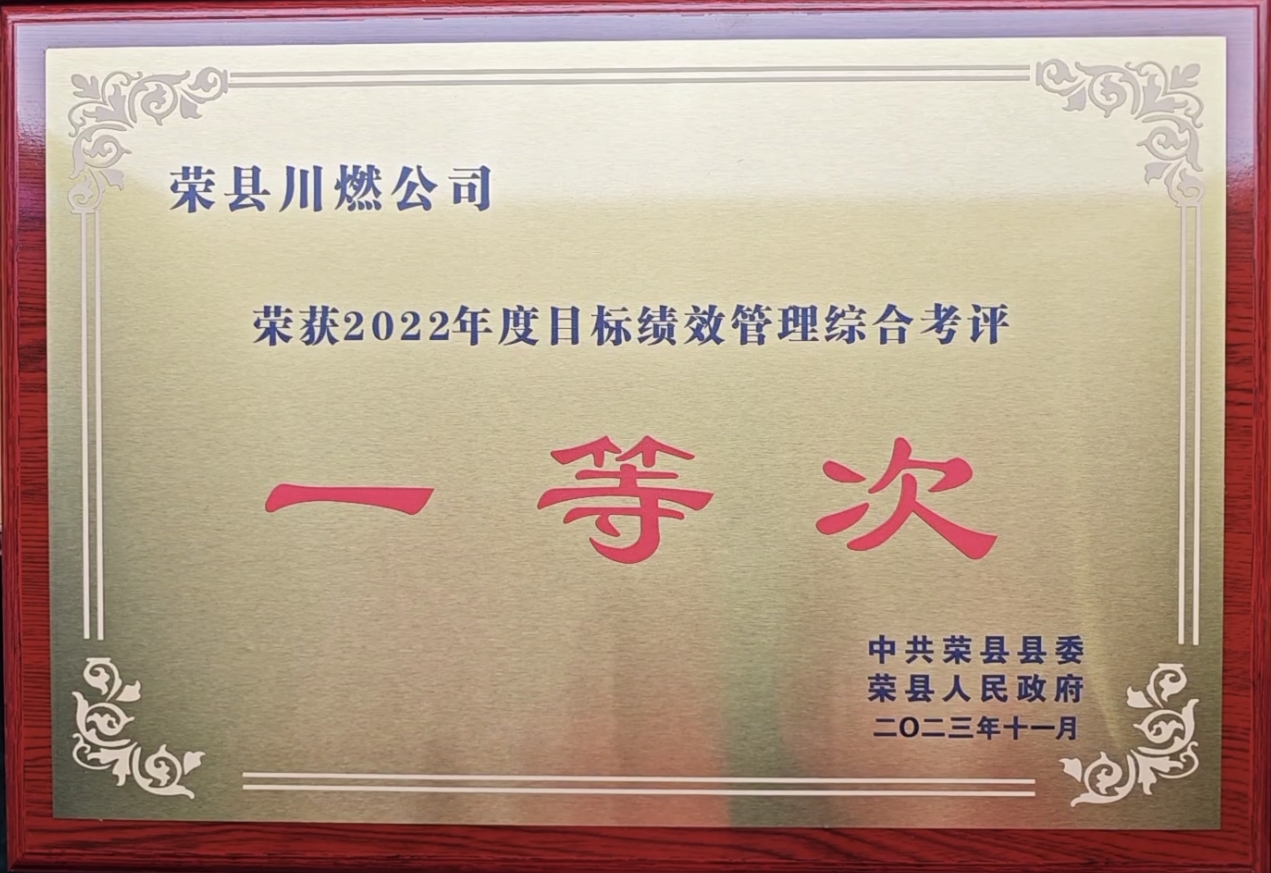 荣县川燃公司
荣获2022年度目标绩效管理综合考评
一等次
中共荣县县委
荣县人民政府
二〇二三年十一月